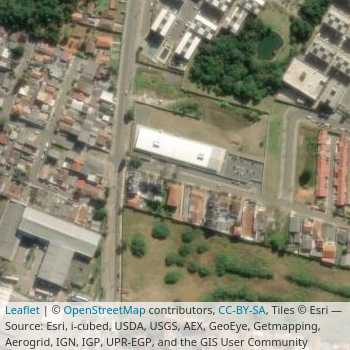 Leaflet | © OpenStreetMap contributors, CC-BY-SA, Tiles © Esri —
Source: Esri, i-cubed, USDA, USGS, AEX, GeoEye, Getmapping,
Aerogrid, IGN, IGP, UPR-EGP, and the GIS User Community